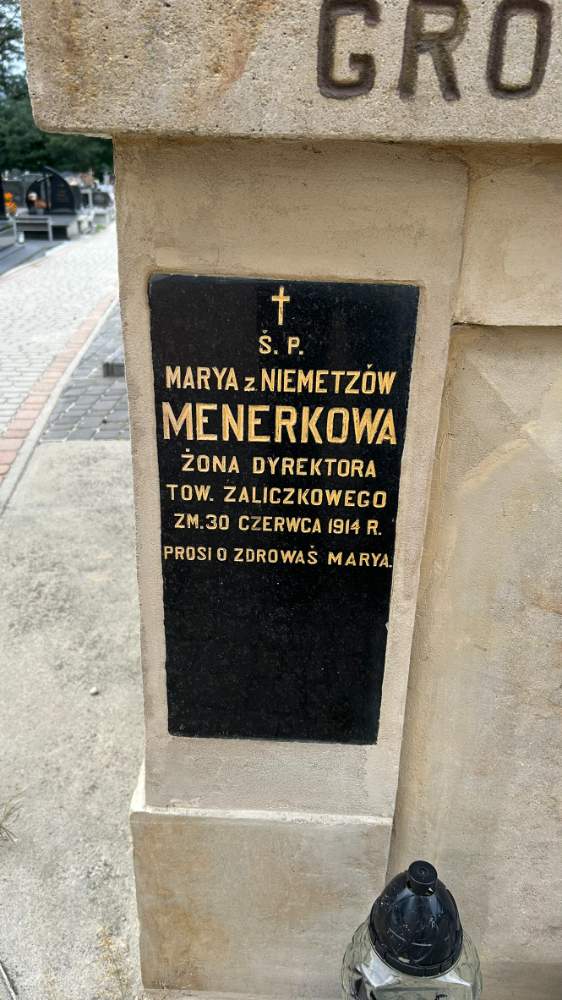 GRO
Ś. P.
MARYA z NIEMETZÓW
MENERKOWA
ŻONA DYREKTORA
TOW. ZALICZKOWEGO
ZM. 30 CZERWCA 1914 R.
PROSI O ZDROWAŚ MARYA.